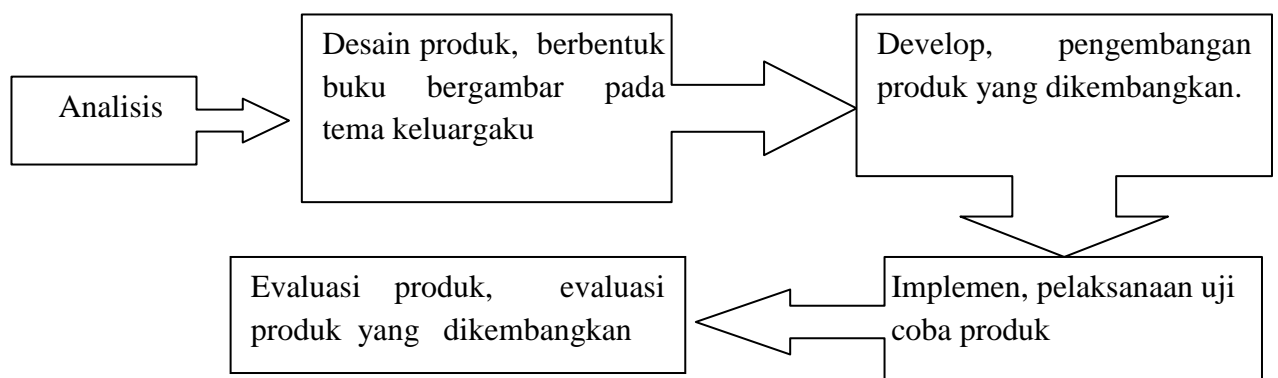 Analisis
Desain produk, berbentuk
buku bergambar pada
tema keluargaku
Develop, pengembangan
produk yang dikembangkan.
Implemen, pelaksanaan uji
coba produk
Evaluasi produk, evaluasi
produk yang dikembangkan